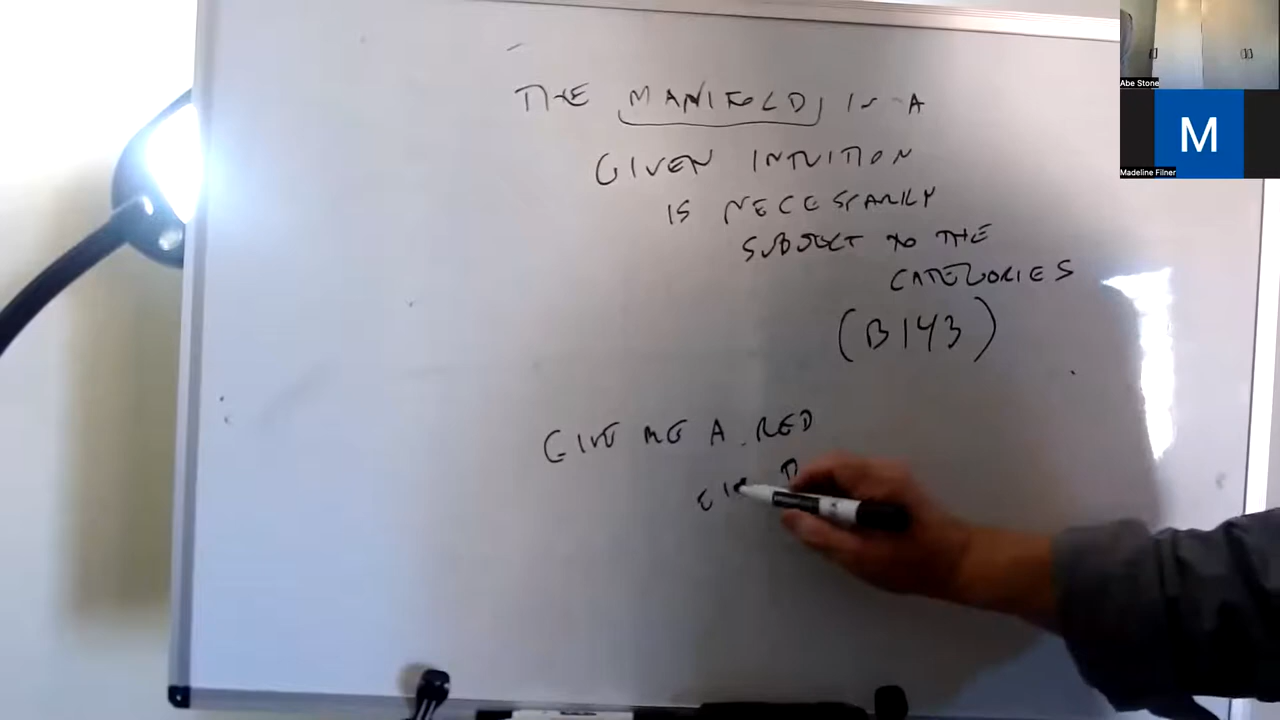 THE MANIFOLD IS A
GIVEN INTUITION
IS NECESSARILY
SUBJECT TO THE
CATEGORIES
(B143)
GIVE ME A RED
Abe Stone
M
Madeline Filner